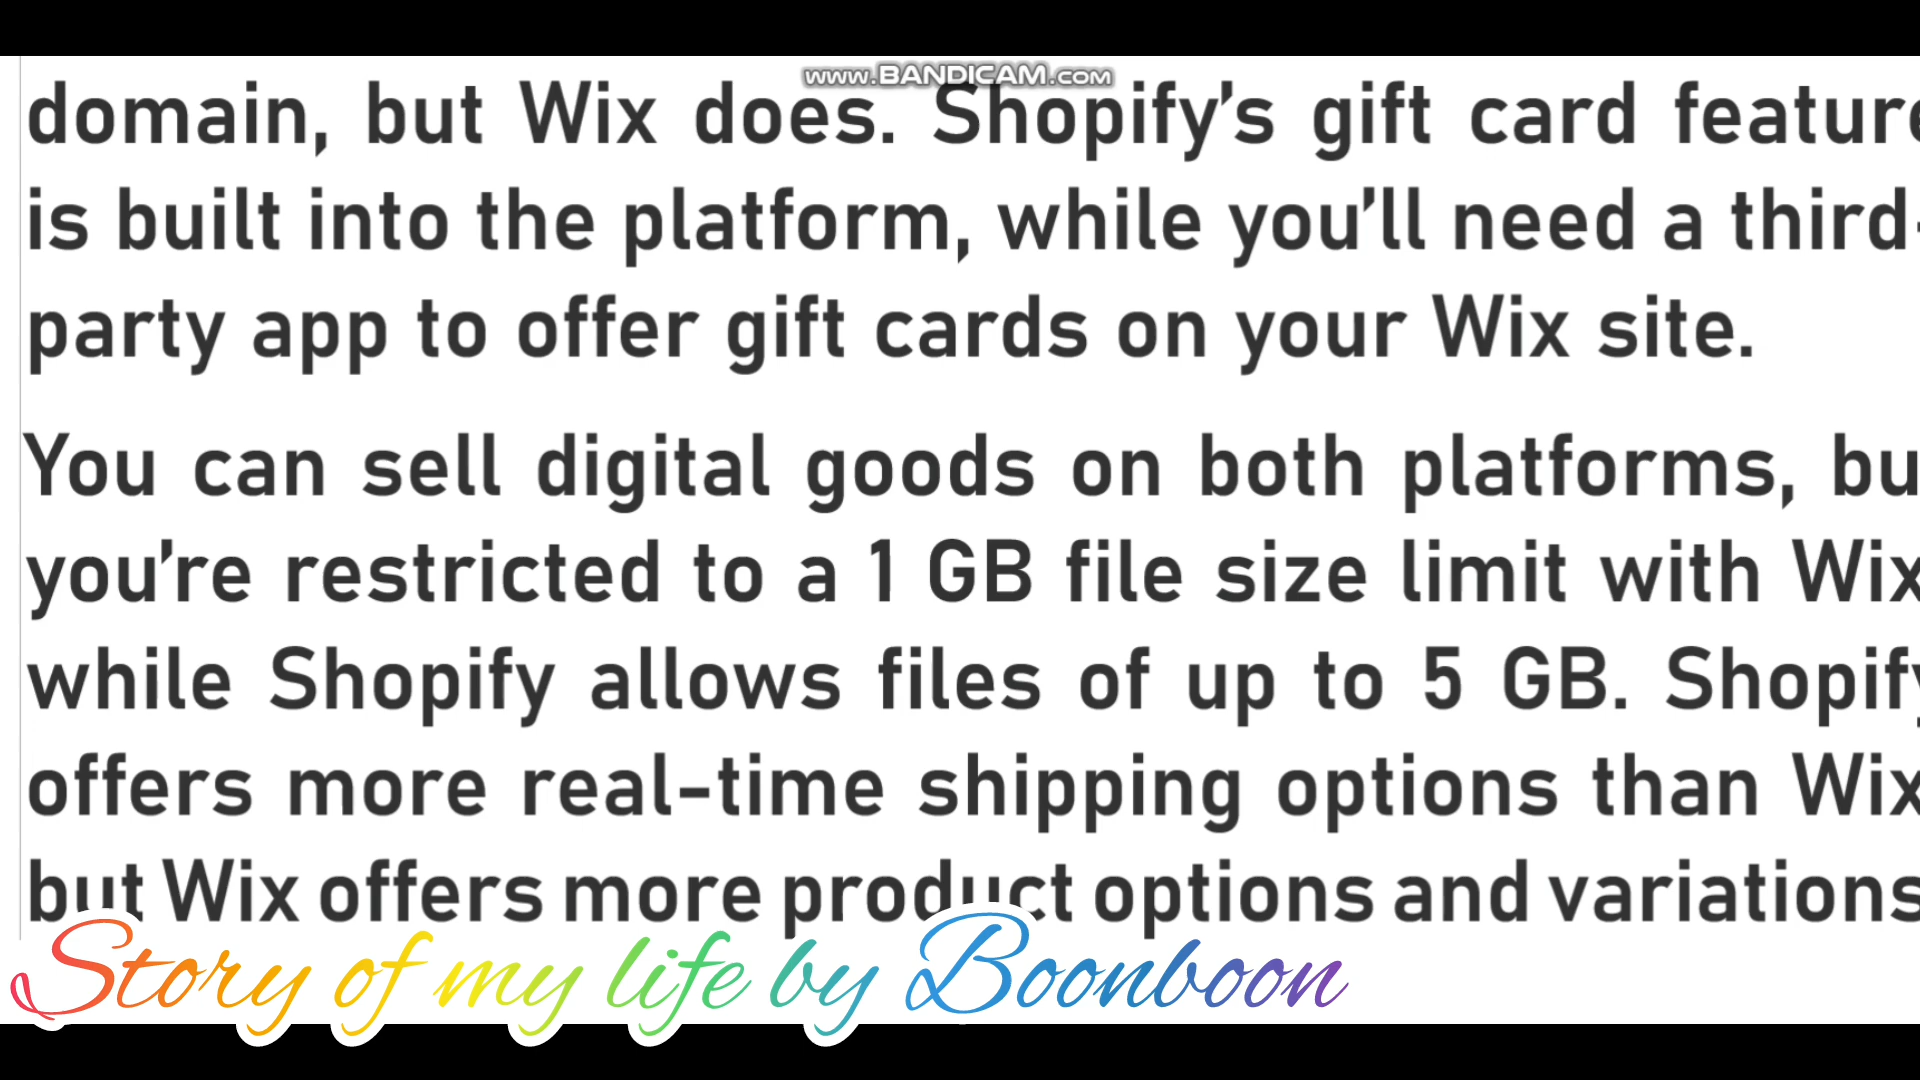 www.BANDICAM.com
domain, but Wix does. Shopify's gift card feature
is built into the platform, while you'll need a third-
party app to offer gift cards on your Wix site.
You can sell digital goods on both platforms, bu
you're restricted to a 1 GB file size limit with Wix
while Shopify allows files of up to 5 GB. Shopify
offers more real-time shipping options than Wix
but Wix offers more product options and variations
Story of my life by Boonboon